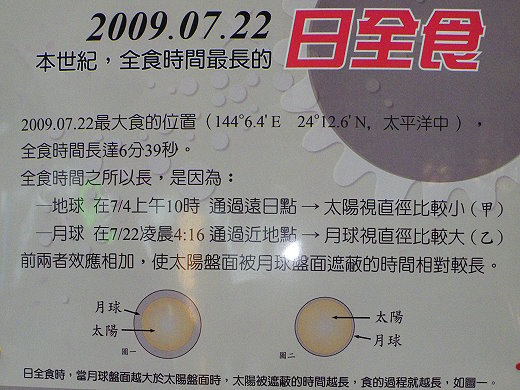 2009.07.22
本世紀，全食時間最長的 日全食
2009.07.22最大食的位置（144°6.4'E 24°12.6'N, 太平洋中），
全食時間長達6分39秒。
全食時間之所以長，是因為：
—地球 在7/4上午10時 通過遠日點 → 太陽視直徑比較小（甲）
—月球 在7/22凌晨4:16 通過近地點 → 月球視直徑比較大（乙）
前兩者效應相加，使太陽盤面被月球盤面遮蔽的時間相對較長。
月球
太陽
圖一
太陽
月球
圖二
日全食時，當月球盤面越大於太陽盤面時，太陽被遮蔽的時間越長，食的過程就越長，如圖一。